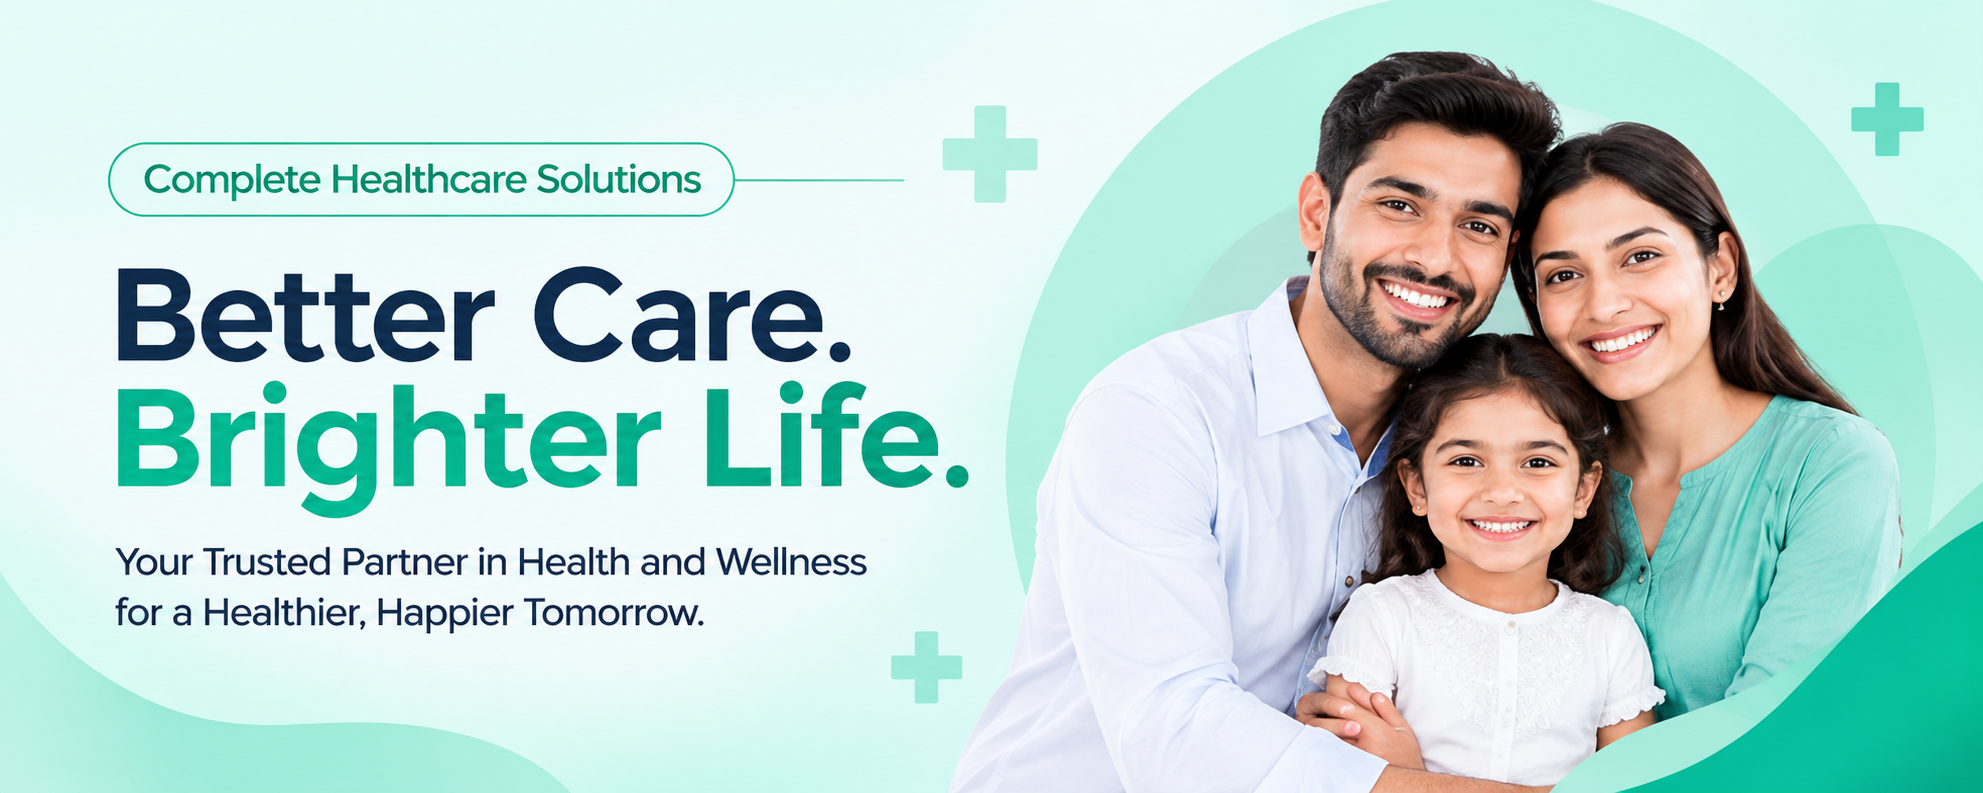 Complete Healthcare Solutions
Better Care.
Brighter Life.
Your Trusted Partner in Health and Wellness
for a Healthier, Happier Tomorrow.